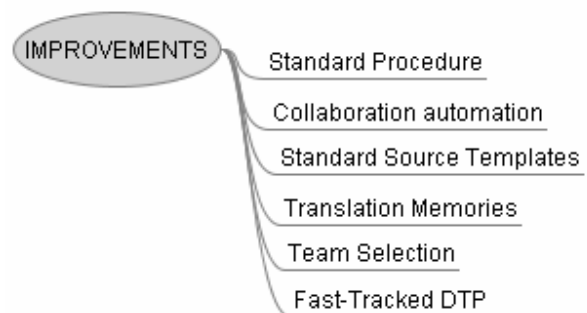 IMPROVEMENTS
Standard Procedure
Collaboration automation
Standard Source Templates
Translation Memories
Team Selection
Fast-Tracked DTP